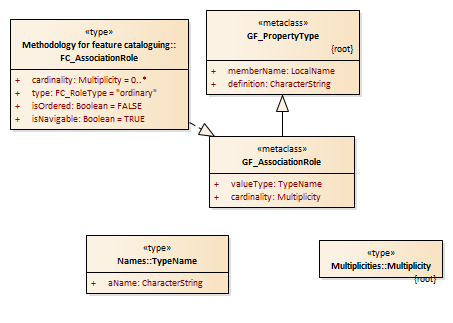 «type»
Methodology for feature cataloguing::
FC_AssociationRole
+ cardinality: Multiplicity = 0..*
+ type: FC_RoleType = "ordinary"
+ isOrdered: Boolean = FALSE
+ isNavigable: Boolean = TRUE
«metaclass»
GF_PropertyType
{root}
+ memberName: LocalName
+ definition: CharacterString
«metaclass»
GF_AssociationRole
+ valueType: TypeName
+ cardinality: Multiplicity
«type»
Names::TypeName
+ aName: CharacterString
«type»
Multiplicities::Multiplicity
{root}